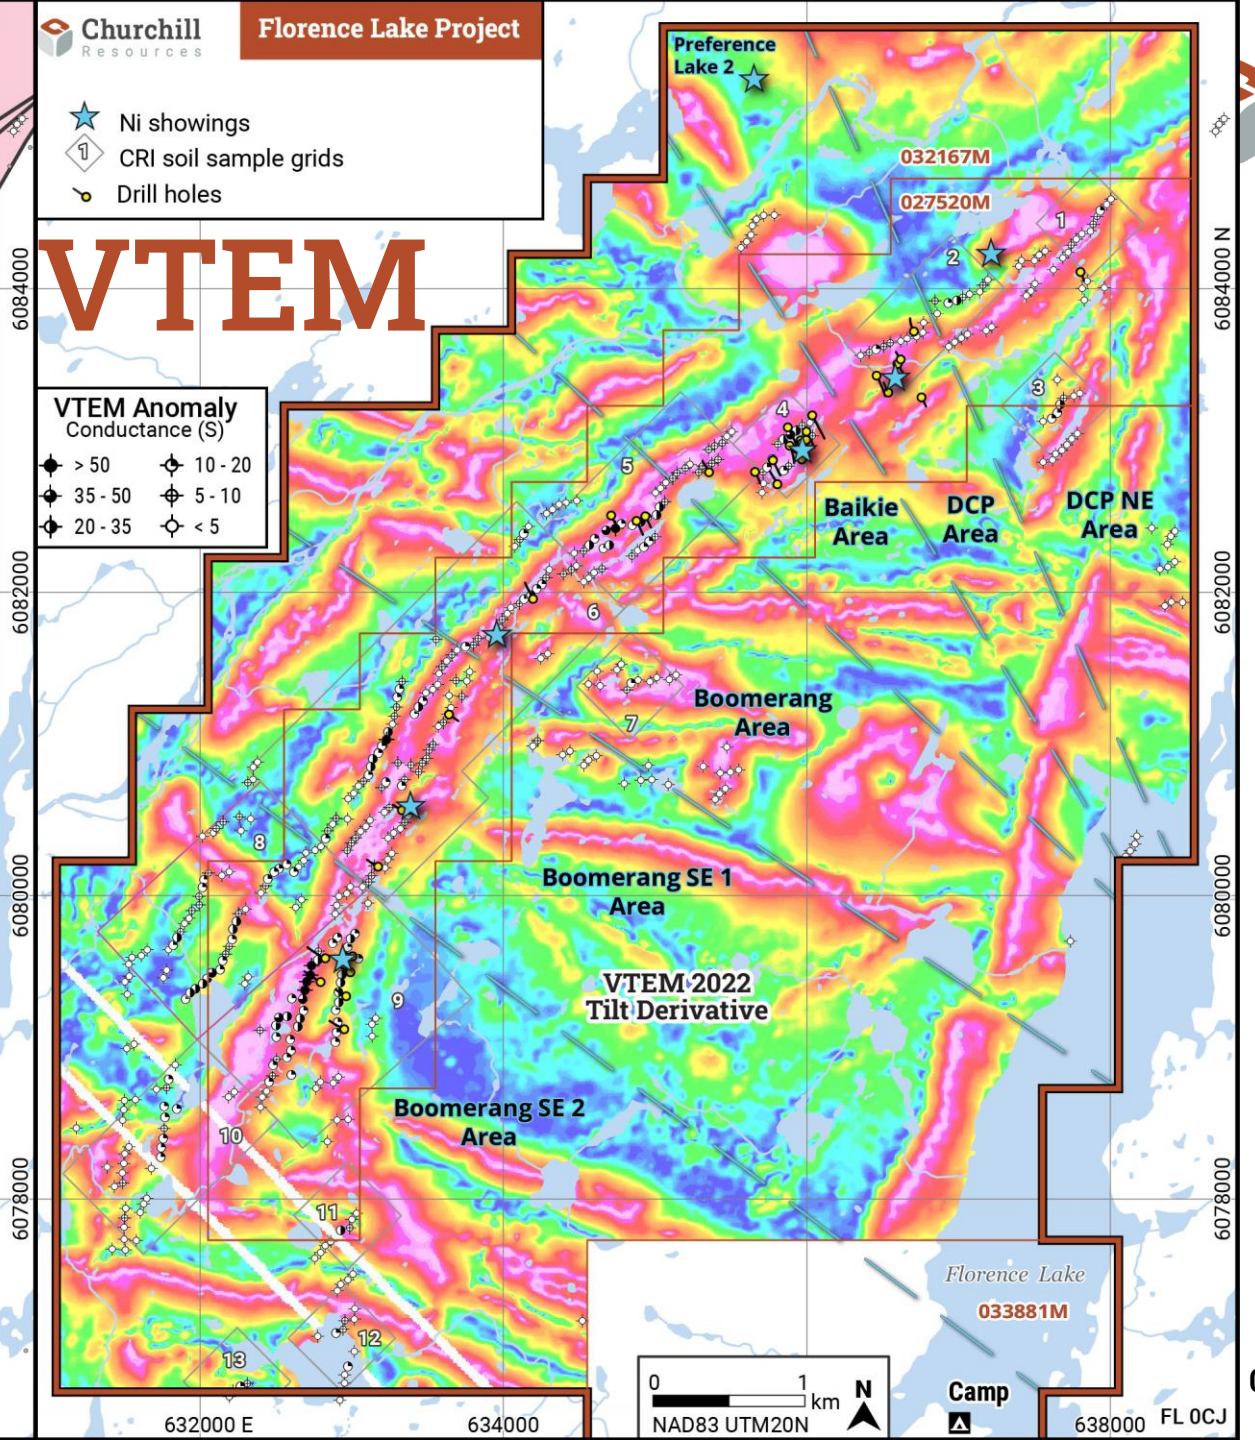 Churchill
Resources
Florence Lake Project
Ni showings
1
CRI soil sample grids
Drill holes
VTEM
VTEM Anomaly
Conductance (S)
> 50
10 - 20
35 - 50
5 - 10
20 - 35
< 5
Preference
Lake 2
032167M
027520M
1
2
3
4
5
6
7
8
9
10
11
12
13
Baikie
Area
DCP
Area
DCP NE
Area
Boomerang
Area
Boomerang SE 1
Area
VTEM 2022
Tilt Derivative
Boomerang SE 2
Area
Florence Lake
033881M
Camp
0 1
km
N
NAD83 UTM20N
6084000
6082000
6080000
6078000
6084000 N
6082000
6080000
6078000
632000 E
634000
638000
FL 0CJ